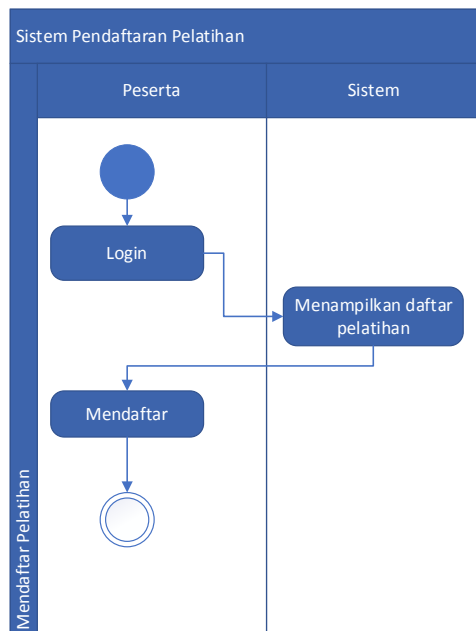 Sistem Pendaftaran Pelatihan
Peserta
Sistem
Login
Menampilkan daftar
pelatihan
Mendaftar
Mendaftar Pelatihan